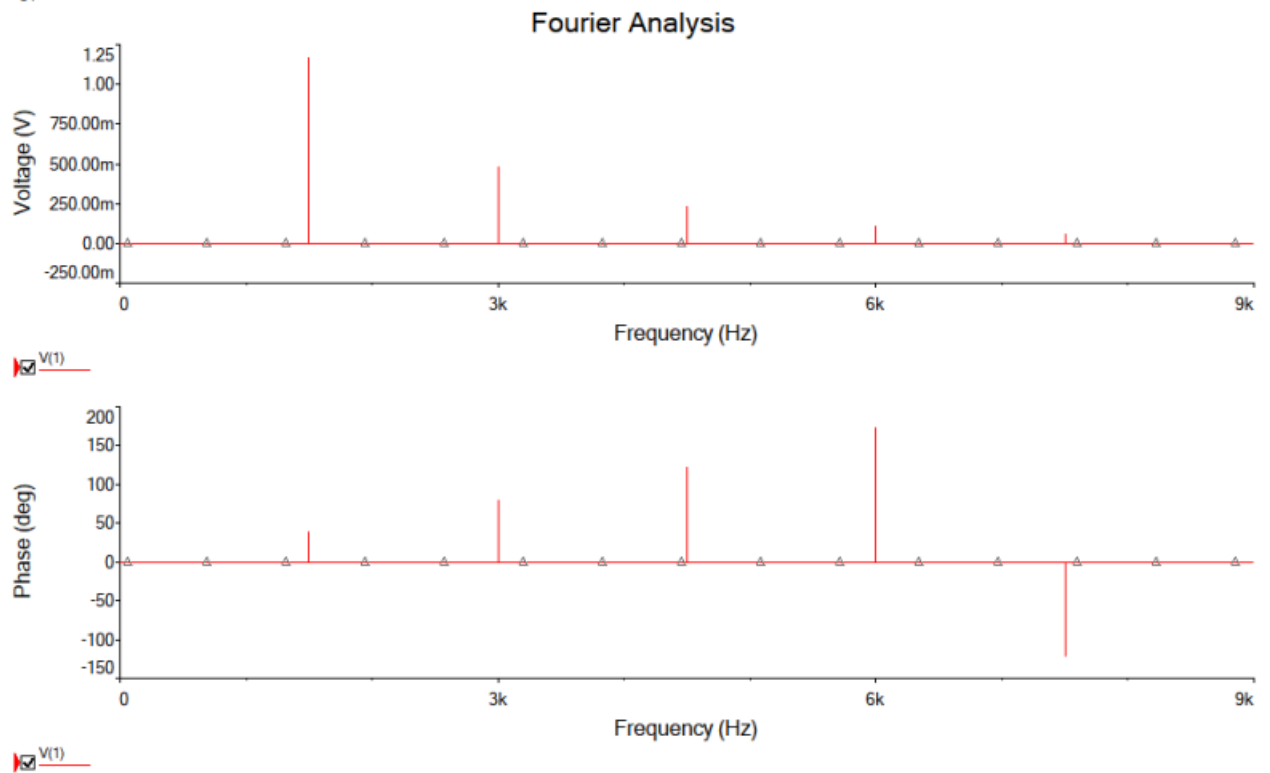 Fourier Analysis
Voltage (V)
1.25
1.00
750.00m
500.00m
250.00m
0.00
-250.00m
0 3k 6k 9k
Frequency (Hz)
V(1)
Phase (deg)
200
150
100
50
0
-50
-100
-150
0 3k 6k 9k
Frequency (Hz)
V(1)